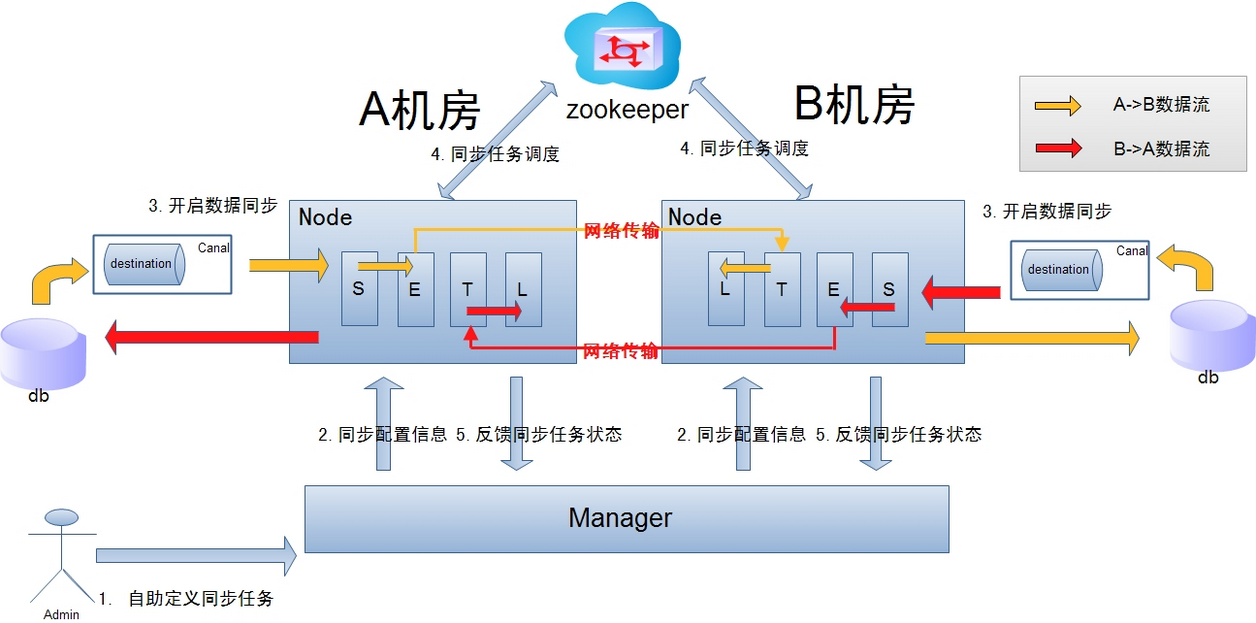 zookeeper
A机房
B机房
A->B数据流
B->A数据流
4. 同步任务调度
4. 同步任务调度
3. 开启数据同步
Node
网络传输
Node
3. 开启数据同步
Canal
destination
S
E
T
L
L
T
E
S
Canal
destination
网络传输
db
db
2. 同步配置信息
5. 反馈同步任务状态
2. 同步配置信息
5. 反馈同步任务状态
Manager
1. 自助定义同步任务
Admin